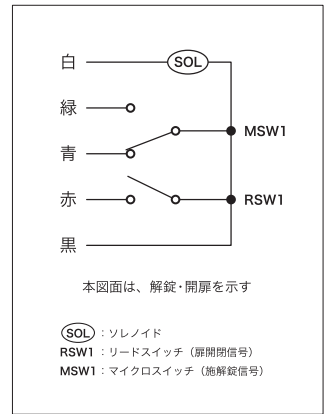 白 SOL
緑
MSW1
青
赤 RSW1
黒
本図面は、解錠・開扉を示す
SOL：ソレノイド
RSW1：リードスイッチ（扉開閉信号）
MSW1：マイクロスイッチ（施解錠信号）